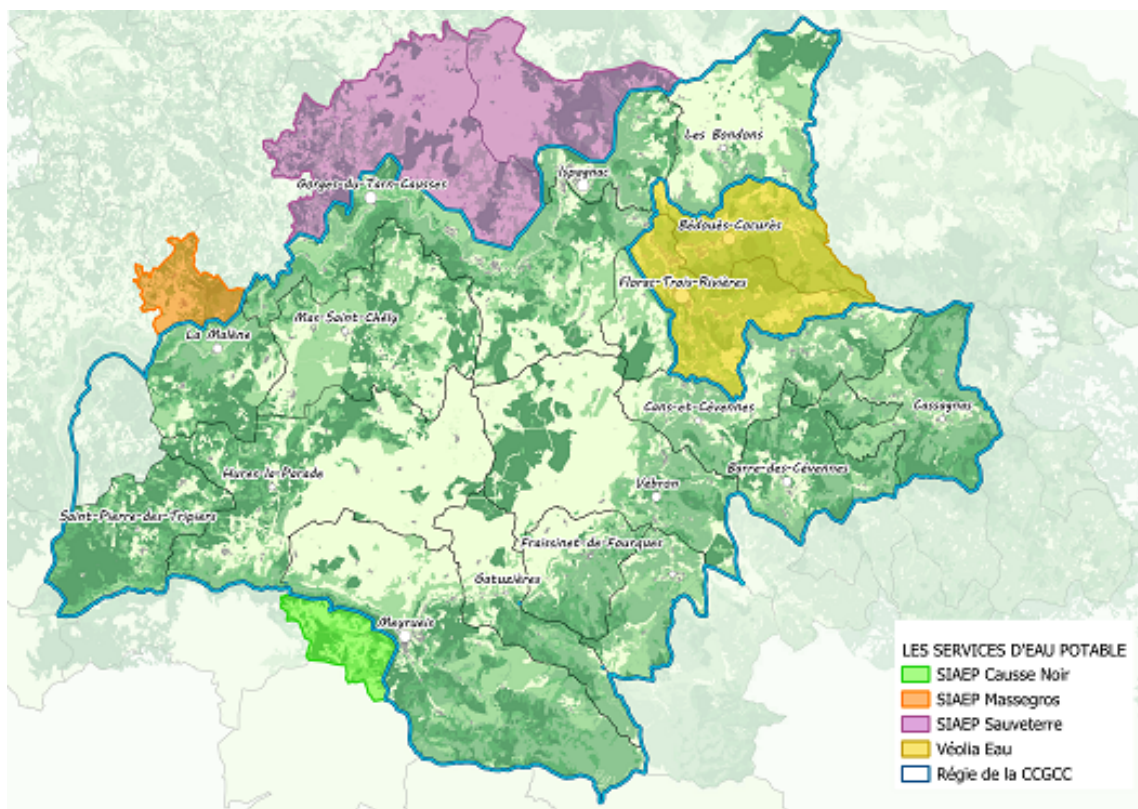 Les Bondons
Ispagnac
Gorges-du-Tarn-Causses
Bédouès-Cocurès
Florac-Trois-Rivières
Mas-Saint-Chély
La Malène
Cans-et-Cévennes
Cassagnas
Barre-des-Cévennes
Hures-la-Parade
Vébron
Saint-Pierre-des-Tripiers
Fraissinet-de-Fourques
Gatuzières
Meyrueis
LES SERVICES D'EAU POTABLE
SIAEP Causse Noir
SIAEP Massegros
SIAEP Sauveterre
Véolia Eau
Régie de la CCGCC